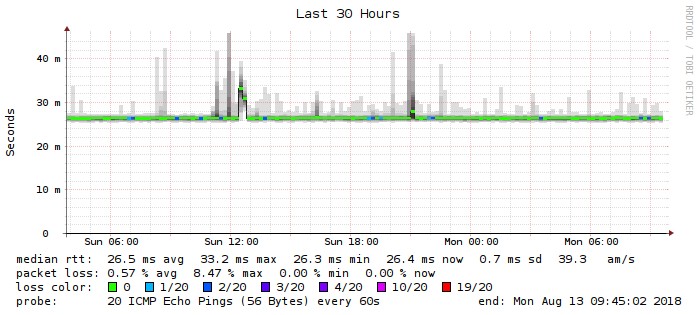 Last 30 Hours
RRDTOOL / TOBI OETIKER
Seconds
40 m
30 m
20 m
10 m
0
Sun 06:00 Sun 12:00 Sun 18:00 Mon 00:00 Mon 06:00
median rtt: 26.5 ms avg 33.2 ms max 26.3 ms min 26.4 ms now 0.7 ms sd 39.3 am/s
packet loss: 0.57 % avg 8.47 % max 0.00 % min 0.00 % now
loss color: 0 1/20 2/20 3/20 4/20 10/20 19/20
probe: 20 ICMP Echo Pings (56 Bytes) every 60s end: Mon Aug 13 09:45:02 2018